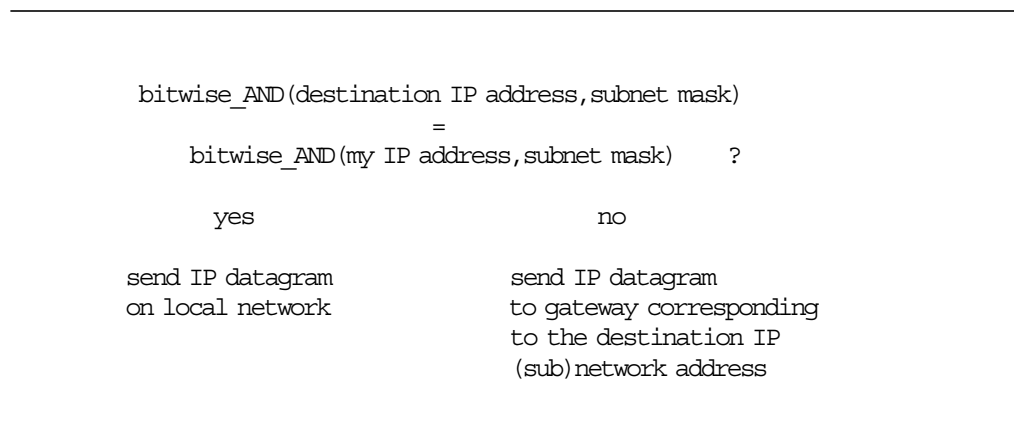 bitwise_AND(destination IP address,subnet mask)
=
bitwise_AND(my IP address,subnet mask) ?
yes no
send IP datagram send IP datagram
on local network to gateway corresponding
to the destination IP
(sub)network address